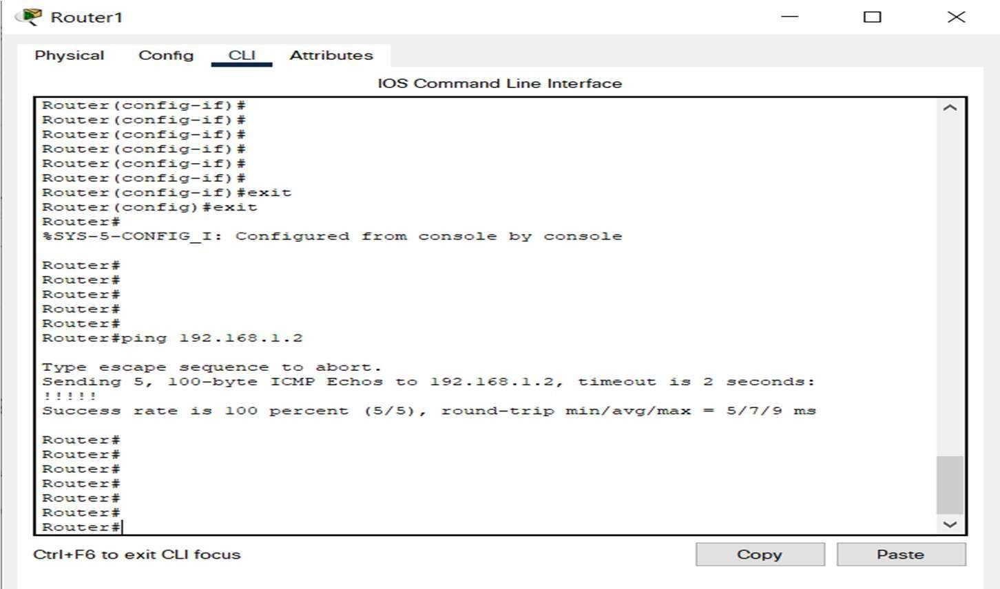 Router1
Physical Config CLI Attributes
IOS Command Line Interface
Router(config-if)#
Router(config-if)#
Router(config-if)#
Router(config-if)#
Router(config-if)#
Router(config-if)#
Router(config-if)#exit
Router(config)#exit
Router#
%SYS-5-CONFIG_I: Configured from console by console
Router#
Router#
Router#
Router#
Router#
Router#ping 192.168.1.2
Type escape sequence to abort.
Sending 5, 100-byte ICMP Echos to 192.168.1.2, timeout is 2 seconds:
!!!!!
Success rate is 100 percent (5/5), round-trip min/avg/max = 5/7/9 ms
Router#
Router#
Router#
Router#
Router#
Router#
Router#
Ctrl+F6 to exit CLI focus Copy Paste